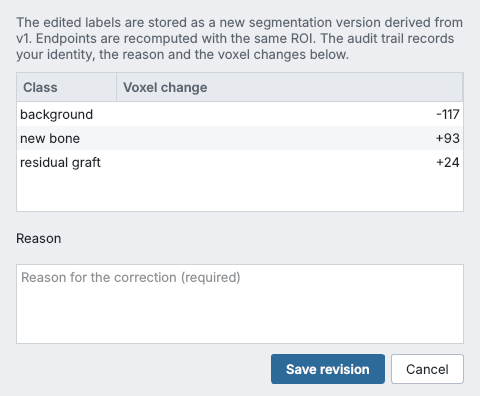 The edited labels are stored as a new segmentation version derived from
v1. Endpoints are recomputed with the same ROI. The audit trail records
your identity, the reason and the voxel changes below.
Class Voxel change
background -117
new bone +93
residual graft +24
Reason
Reason for the correction (required)
Save revision Cancel